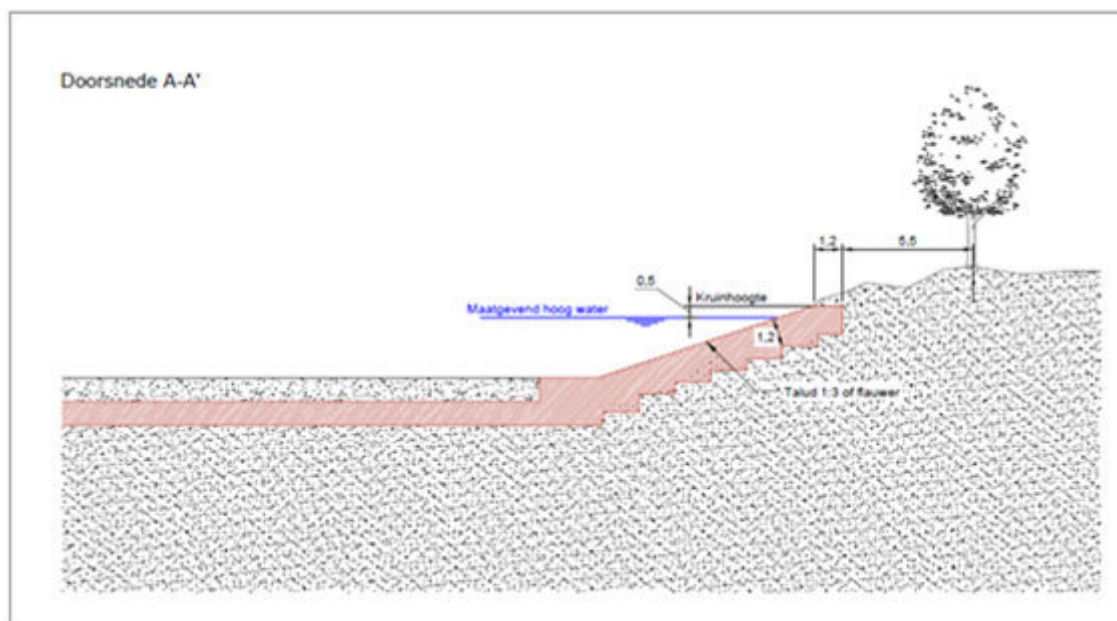 Doorsnede A-A'
1,2
5,5
0,5
Kruinhoogte
Maatgevend hoog water
1,2
Talud 1:3 of flauwer